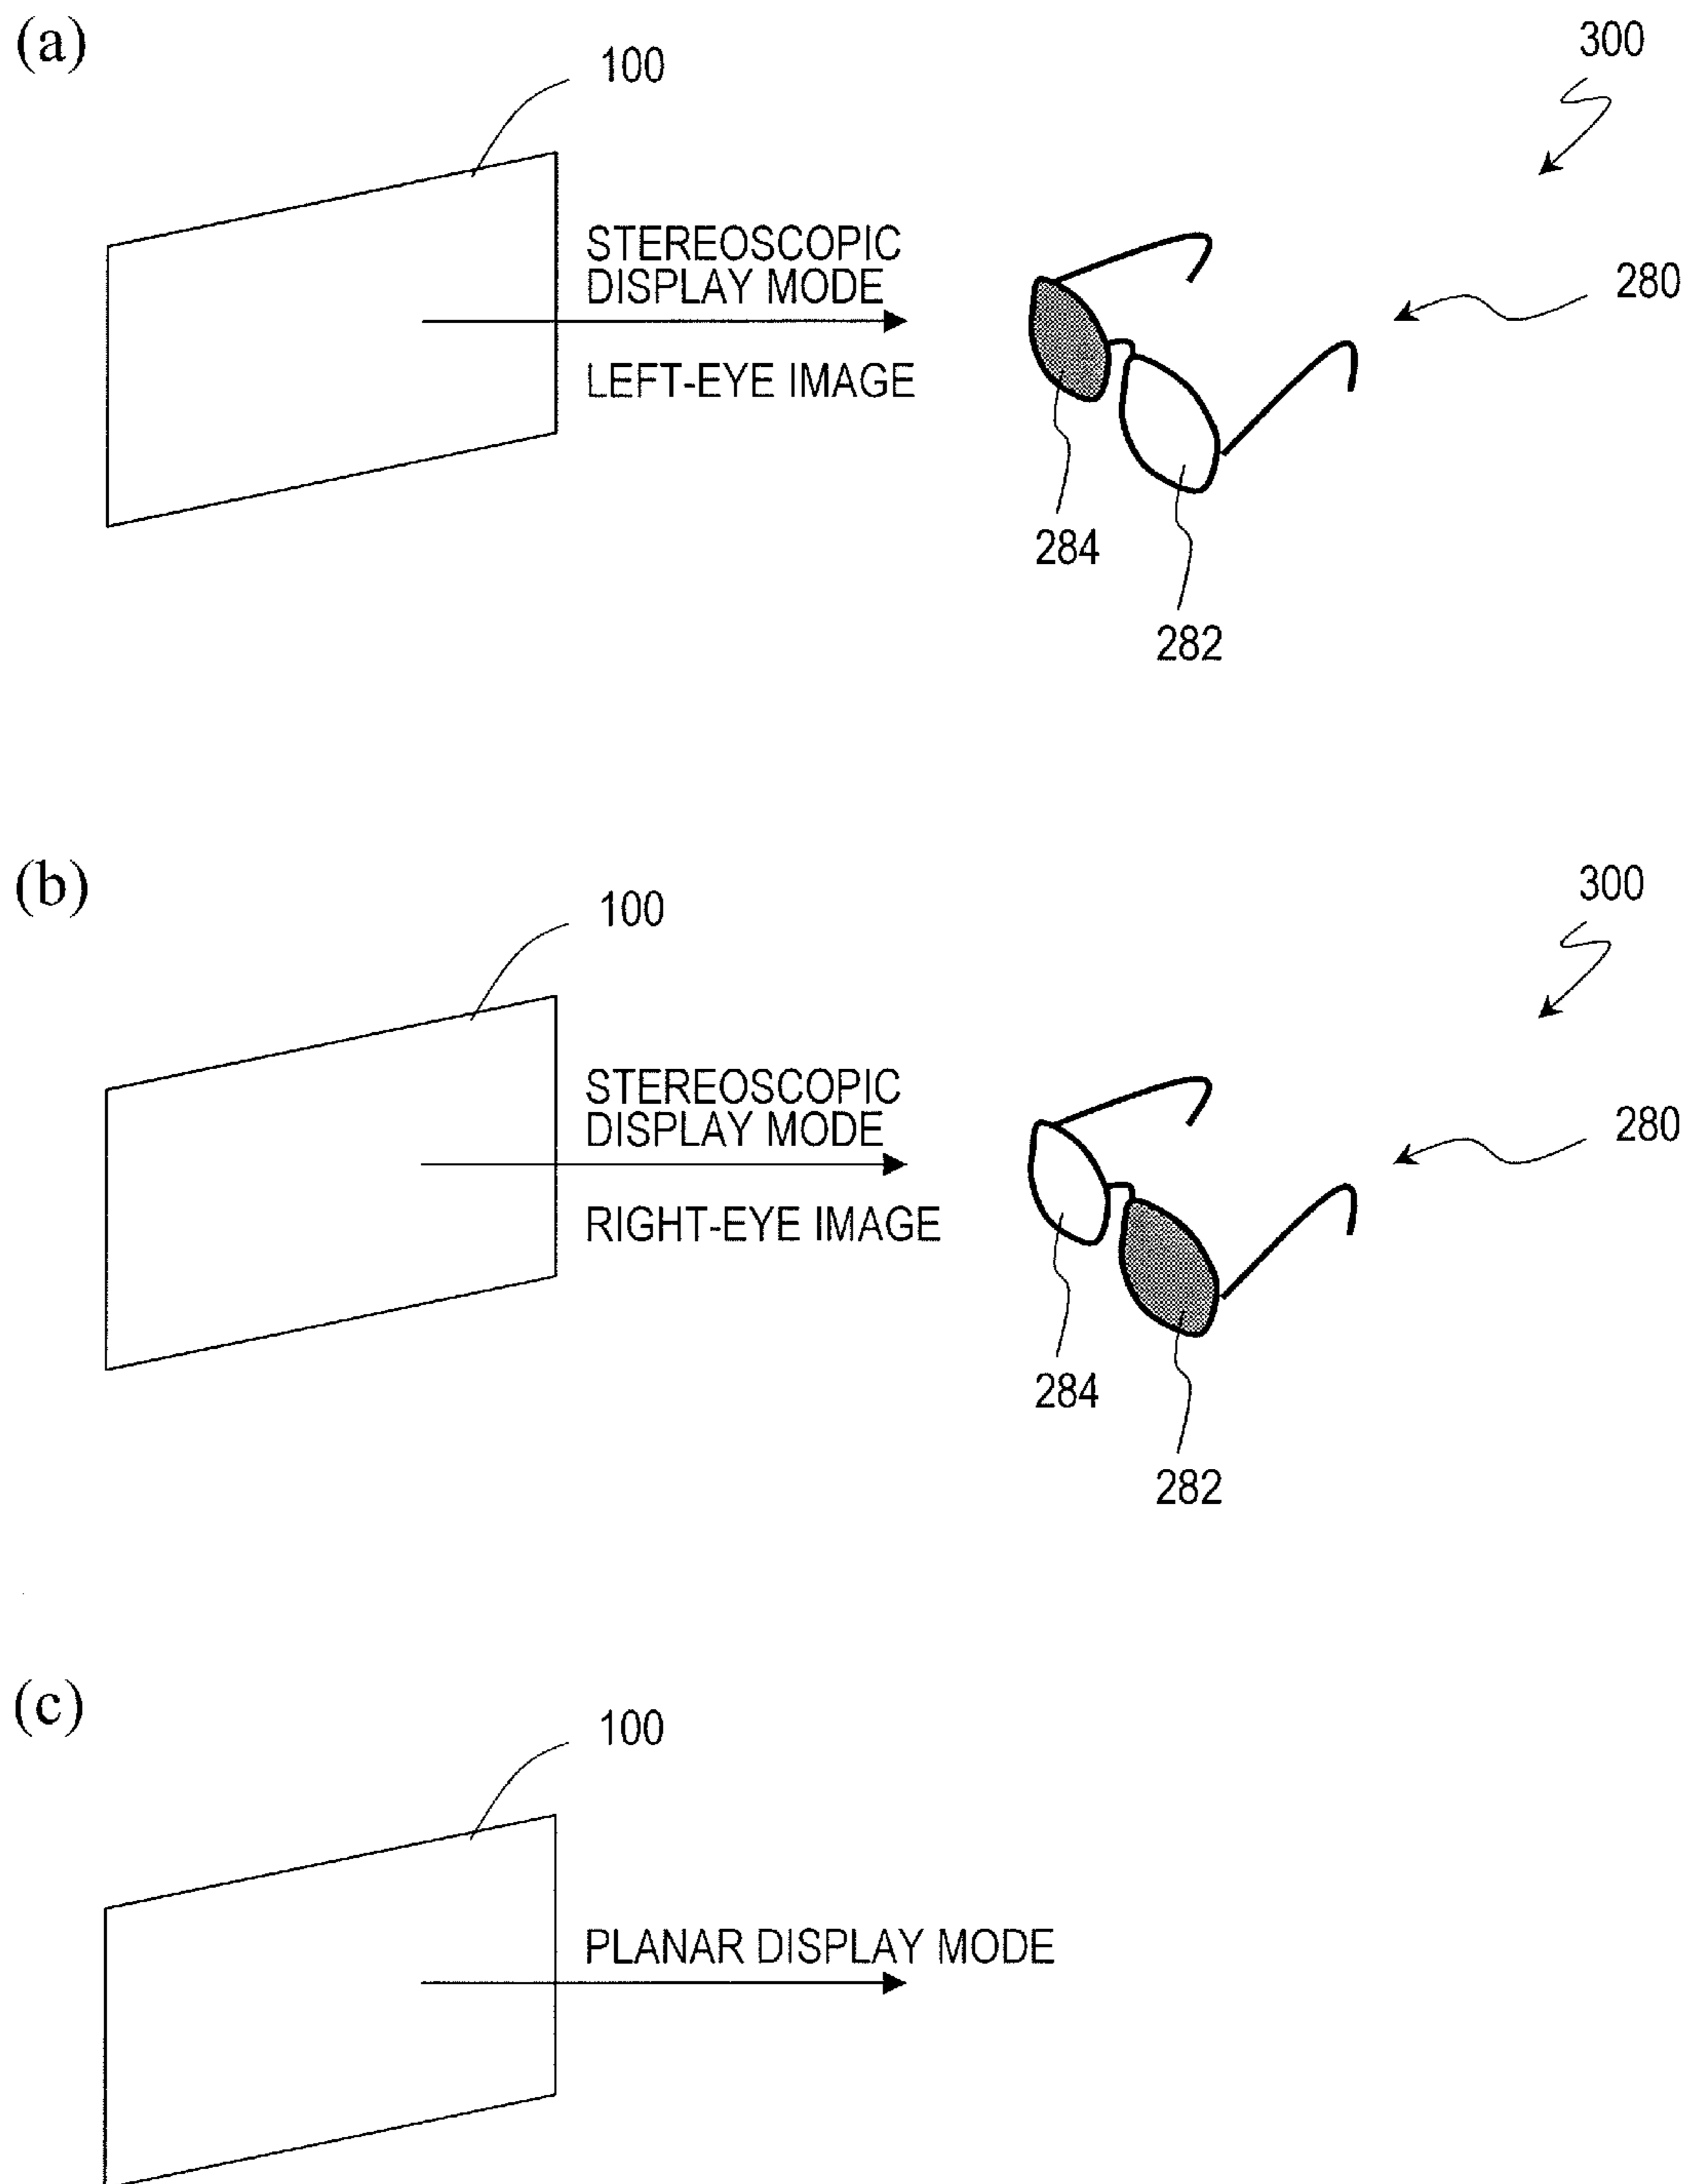 (a)
100
300
STEREOSCOPIC
DISPLAY MODE
280
LEFT-EYE IMAGE
284
282
(b)
100
300
STEREOSCOPIC
DISPLAY MODE
280
RIGHT-EYE IMAGE
284
282
(c)
100
PLANAR DISPLAY MODE